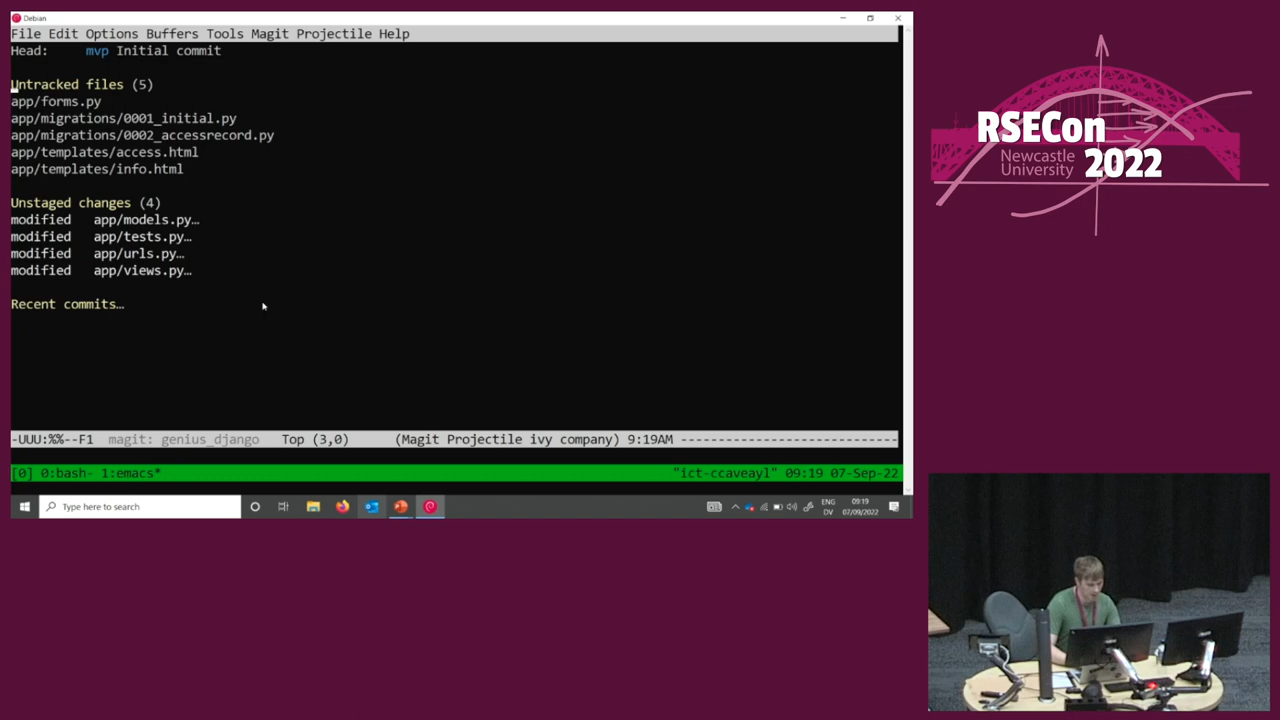 Debian
File Edit Options Buffers Tools Magit Projectile Help
Head: mvp Initial commit
Untracked files (5)
app/forms.py
app/migrations/0001_initial.py
app/migrations/0002_accessrecord.py
app/templates/access.html
app/templates/info.html
Unstaged changes (4)
modified app/models.py…
modified app/tests.py…
modified app/urls.py…
modified app/views.py…
Recent commits…
-UUU:%%--F1 magit: genius_django Top (3,0) (Magit Projectile ivy company) 9:19AM -----------------------------
[0] 0:bash- 1:emacs* "ict-ccaveayl" 09:19 07-Sep-22
Type here to search
ENG
DV
09:19
07/09/2022
RSECon
Newcastle
University
2022